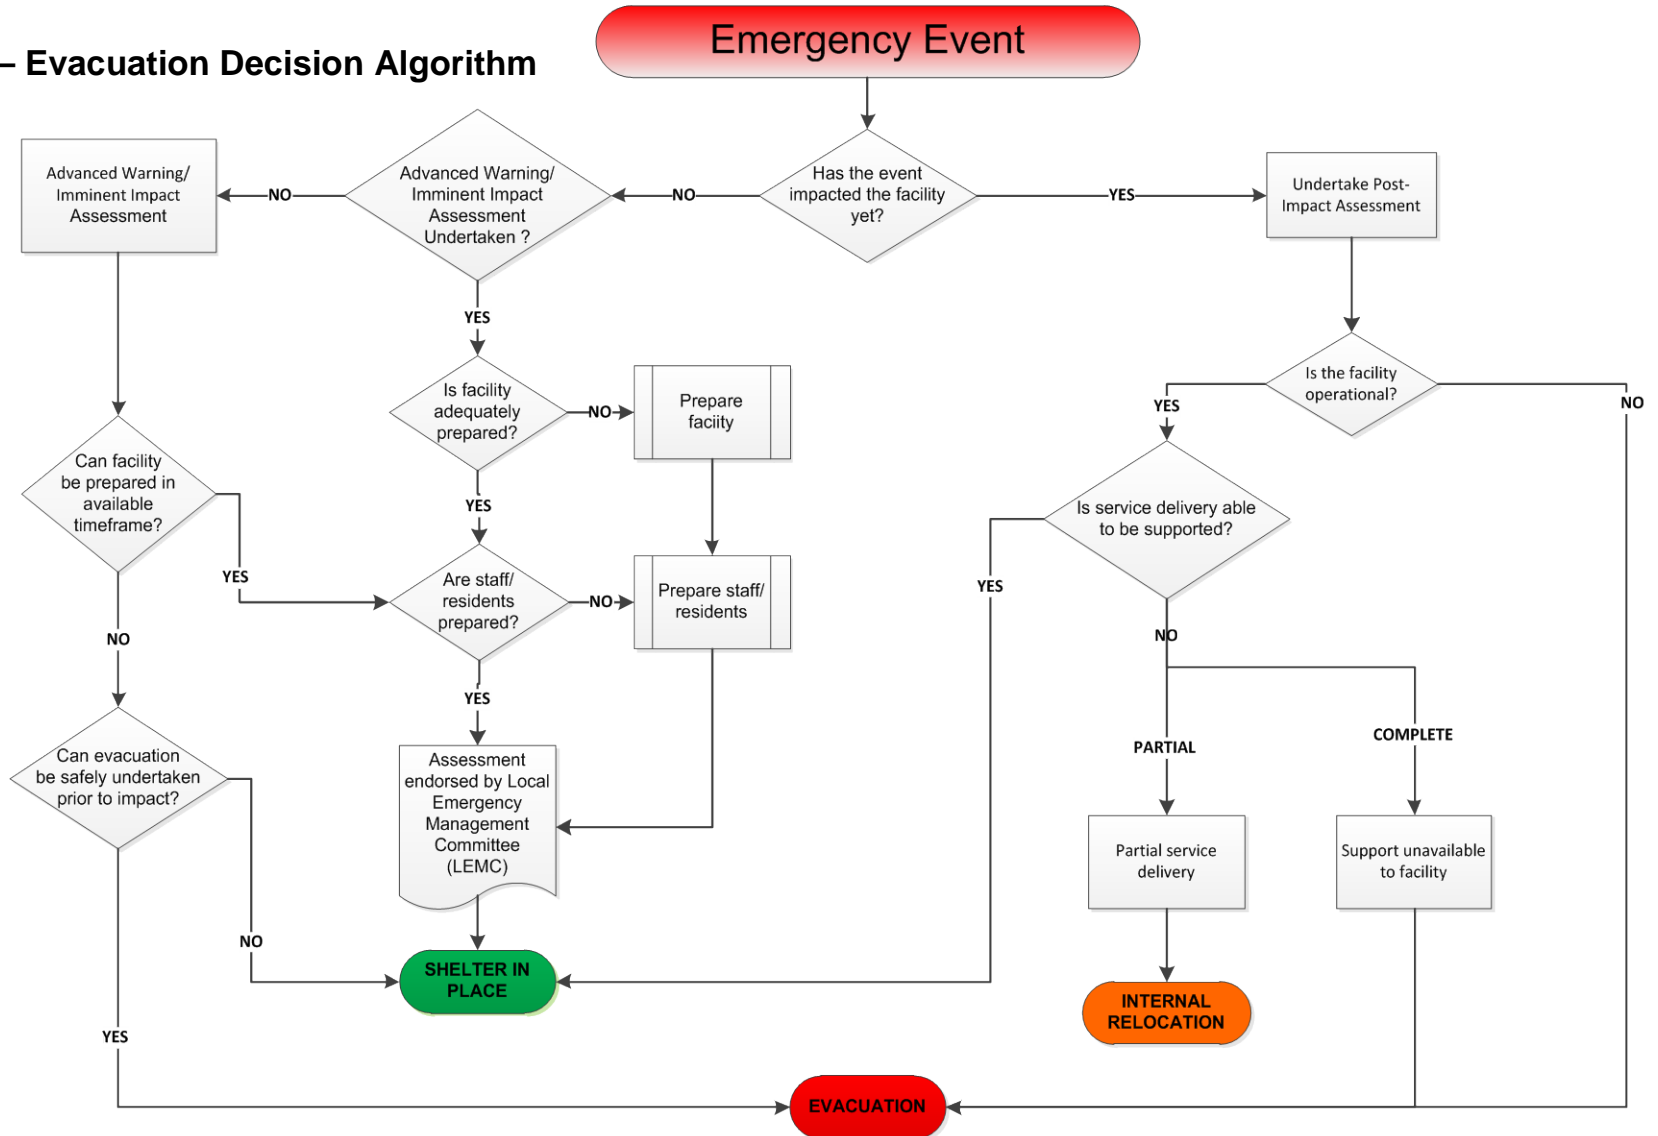 Emergency Event
– Evacuation Decision Algorithm
Advanced Warning/
Imminent Impact
Assessment
NO
Advanced Warning/
Imminent Impact
Assessment
Undertaken ?
NO
Has the event
impacted the facility
yet?
YES
Undertake Post-
Impact Assessment
YES
Is facility
adequately
prepared?
NO
Prepare
faciity
Is the facility
operational?
YES
NO
Can facility
be prepared in
available
timeframe?
YES
YES
Are staff/
residents
prepared?
NO
Prepare staff/
residents
Is service delivery able
to be supported?
YES
NO
NO
YES
PARTIAL
COMPLETE
Can evacuation
be safely undertaken
prior to impact?
Assessment
endorsed by Local
Emergency
Management
Committee
(LEMC)
Partial service
delivery
Support unavailable
to facility
NO
SHELTER IN
PLACE
INTERNAL
RELOCATION
YES
EVACUATION